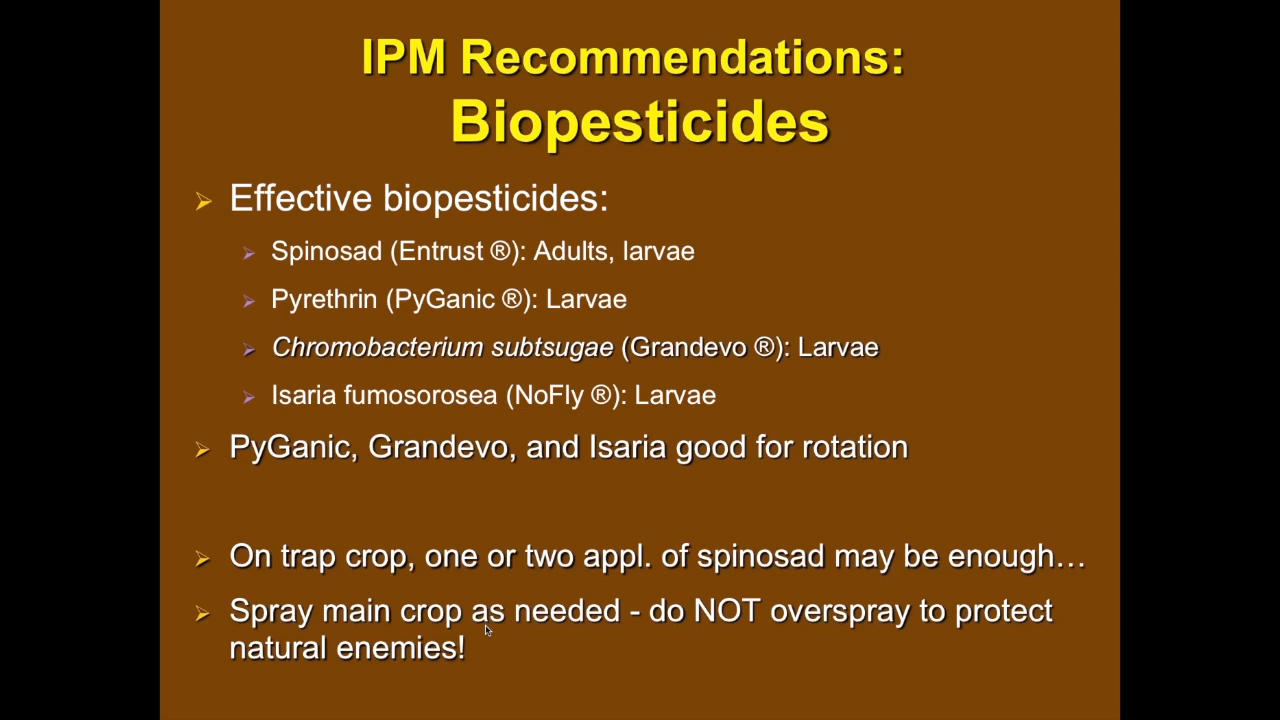 IPM Recommendations:
Biopesticides
Effective biopesticides:
Spinosad (Entrust ®): Adults, larvae
Pyrethrin (PyGanic ®): Larvae
Chromobacterium subtsugae (Grandevo ®): Larvae
Isaria fumosorosea (NoFly ®): Larvae
PyGanic, Grandevo, and Isaria good for rotation
On trap crop, one or two appl. of spinosad may be enough…
Spray main crop as needed - do NOT overspray to protect
natural enemies!